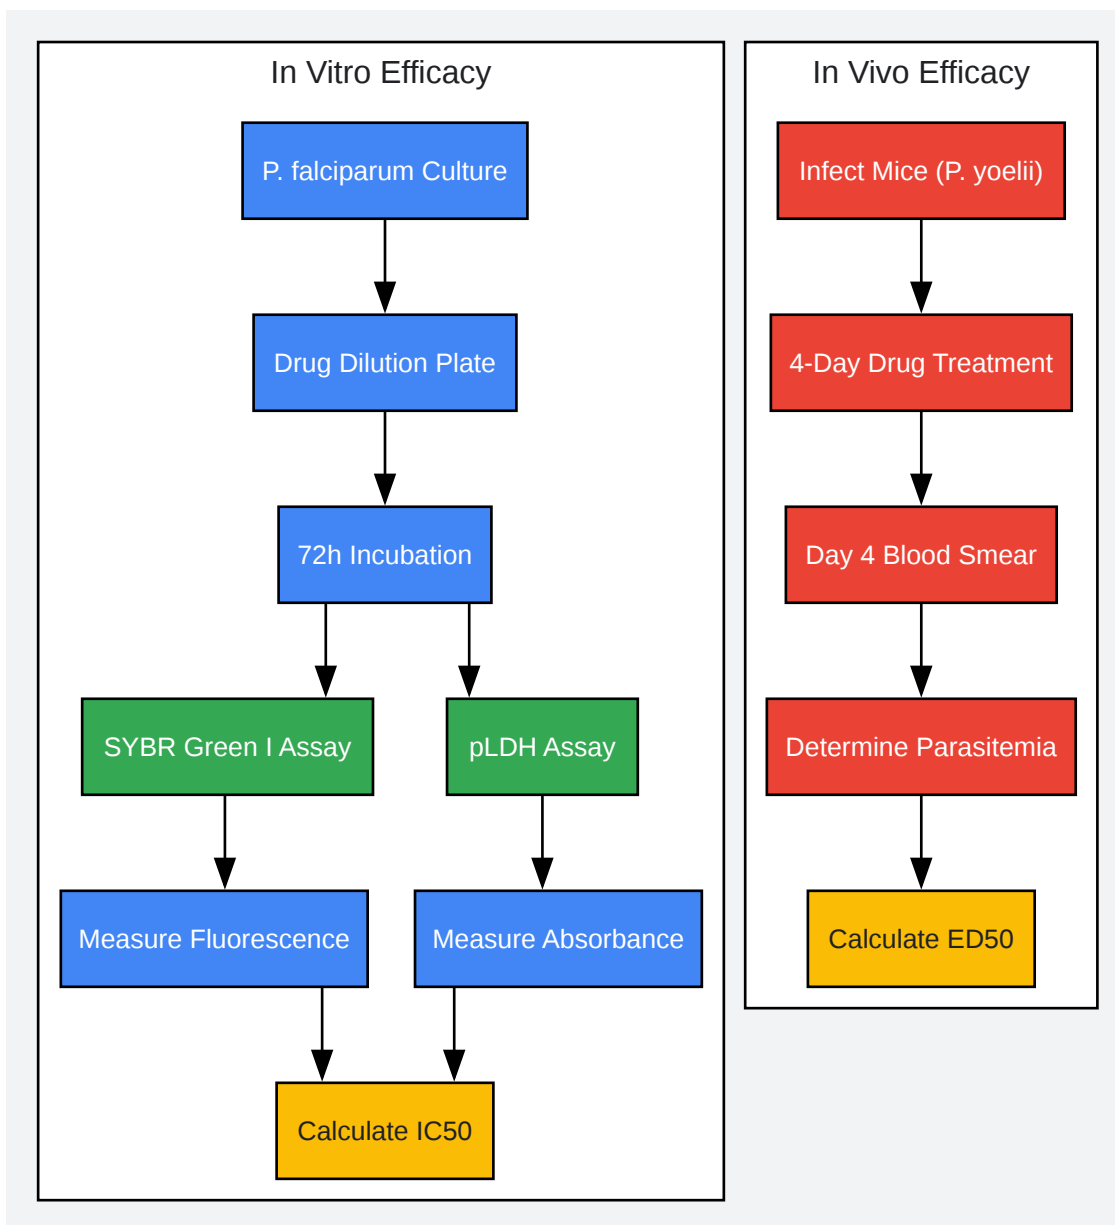 In Vitro Efficacy
P. falciparum Culture
Drug Dilution Plate
72h Incubation
SYBR Green I Assay
pLDH Assay
Measure Fluorescence
Measure Absorbance
Calculate IC50
In Vivo Efficacy
Infect Mice (P. yoelii)
4-Day Drug Treatment
Day 4 Blood Smear
Determine Parasitemia
Calculate ED50